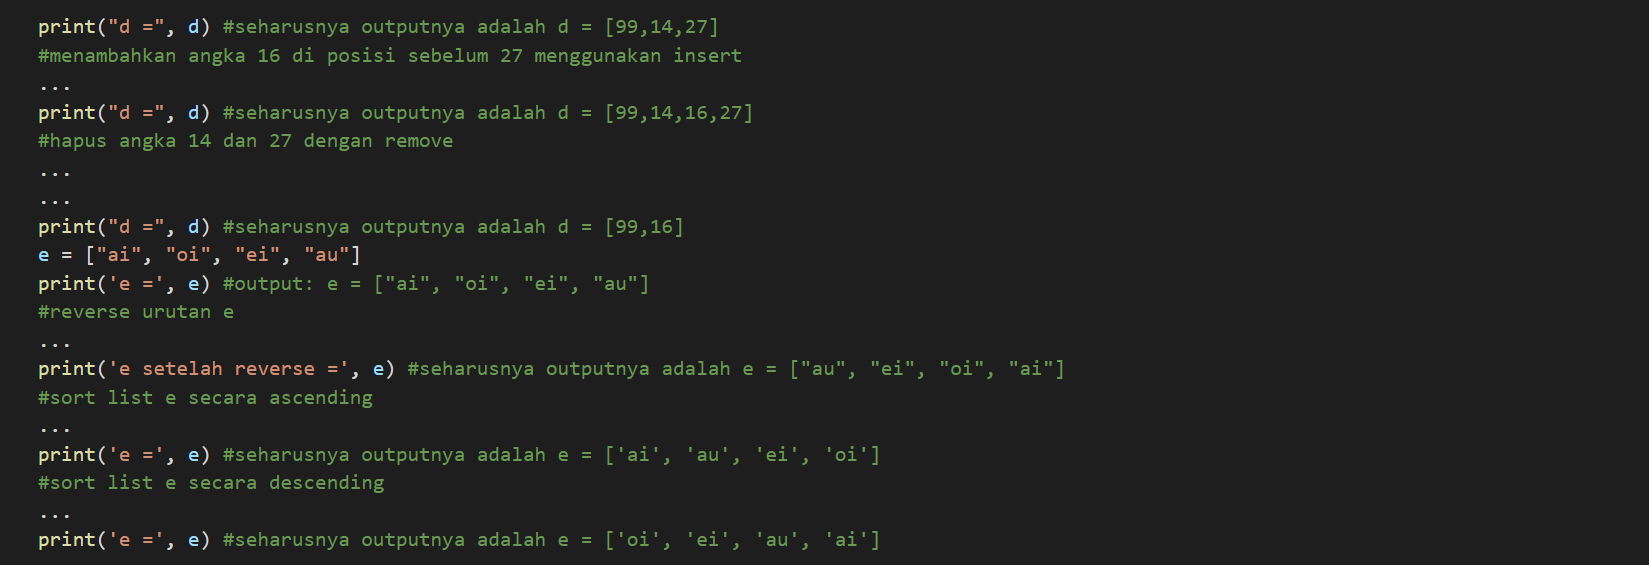 print("d =", d) #seharusnya outputnya adalah d = [99,14,27]
#menambahkan angka 16 di posisi sebelum 27 menggunakan insert
...
print("d =", d) #seharusnya outputnya adalah d = [99,14,16,27]
#hapus angka 14 dan 27 dengan remove
...
...
print("d =", d) #seharusnya outputnya adalah d = [99,16]
e = ["ai", "oi", "ei", "au"]
print('e =', e) #output: e = ["ai", "oi", "ei", "au"]
#reverse urutan e
...
print('e setelah reverse =', e) #seharusnya outputnya adalah e = ["au", "ei", "oi", "ai"]
#sort list e secara ascending
...
print('e =', e) #seharusnya outputnya adalah e = ['ai', 'au', 'ei', 'oi']
#sort list e secara descending
...
print('e =', e) #seharusnya outputnya adalah e = ['oi', 'ei', 'au', 'ai']